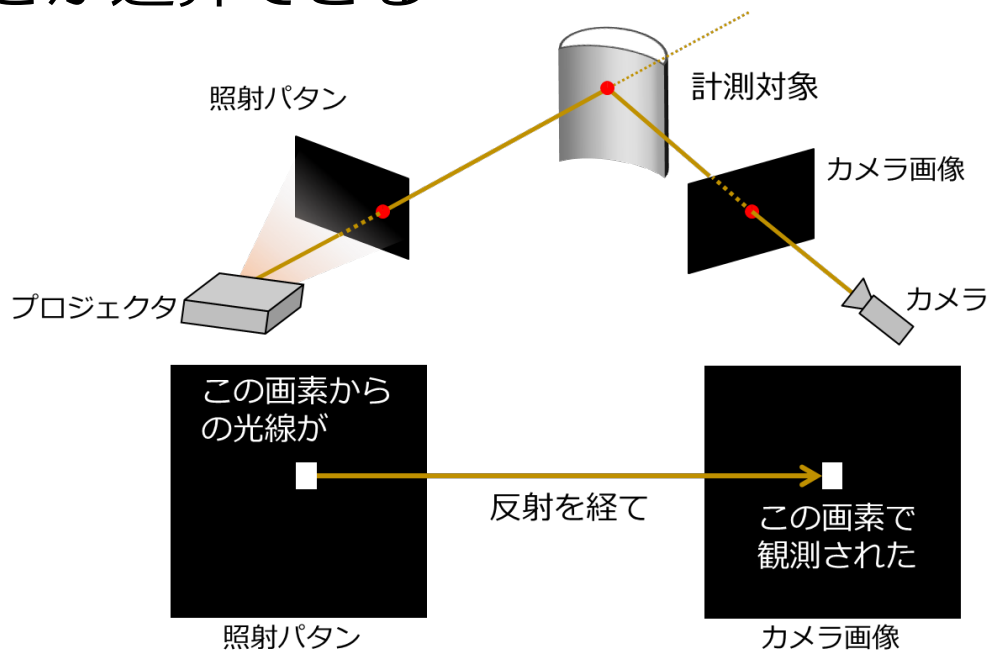 計測対象
照射パタン
カメラ画像
プロジェクタ
カメラ
この画素から
の光線が
反射を経て
この画素で
観測された
照射パタン
カメラ画像